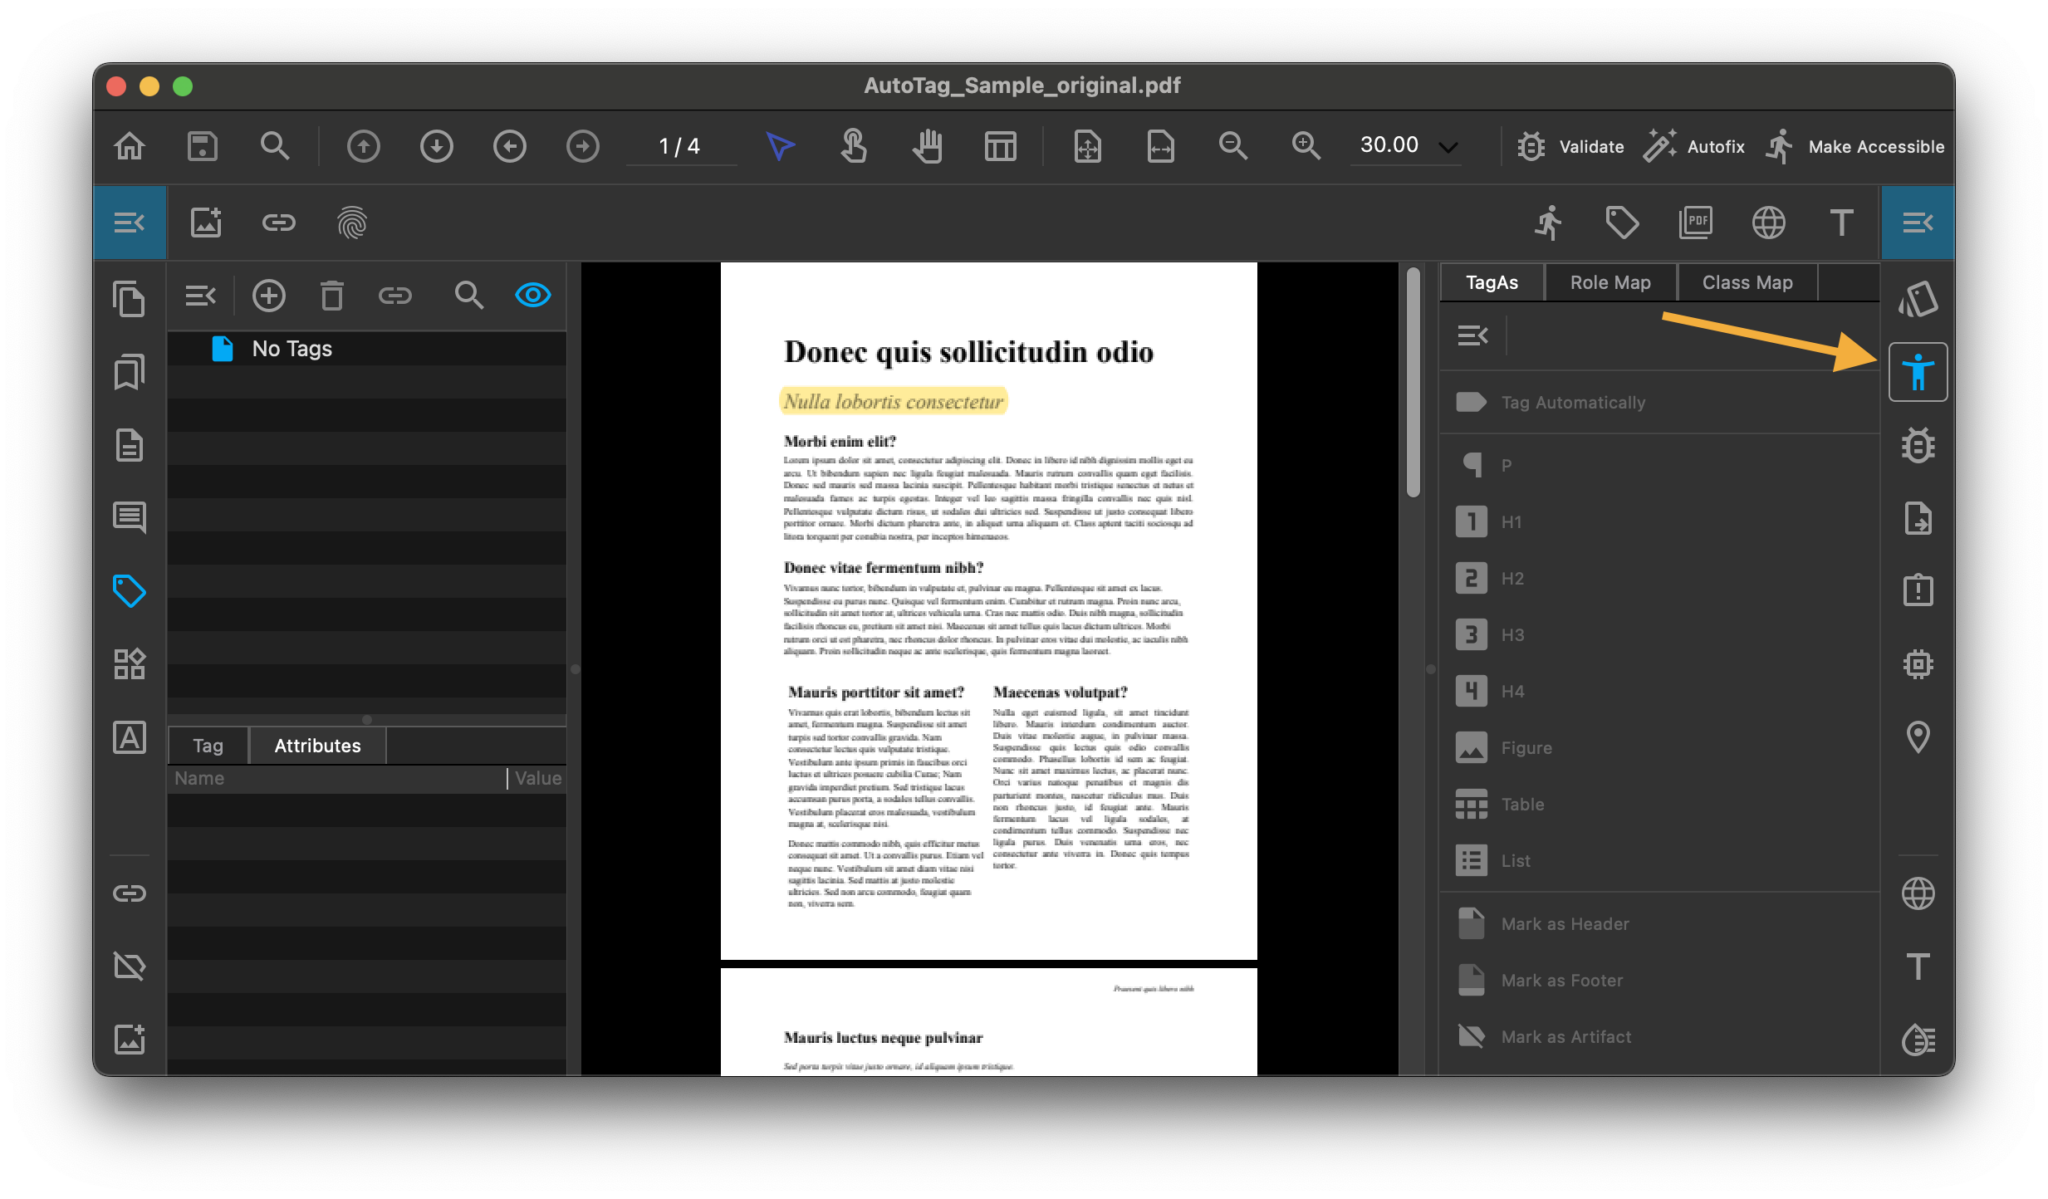 AutoTag_Sample_original.pdf
1 / 4
30.00
Validate
Autofix
Make Accessible
PDF
T
No Tags
Tag
Attributes
Name
Value
A
Donec quis sollicitudin odio
Nulla lobortis consectetur
Morbi enim elit?
Lorem ipsum dolor sit amet, consectetur adipiscing elit. Donec in libero id nibh dignissim mollis eget eu
arcu. Ut bibendum sapien nec ligula feugiat malesuada. Mauris rutrum convallis quam eget facilisis.
Donec sed mauris sed massa lacinia suscipit. Pellentesque habitant morbi tristique senectus et netus et
malesuada fames ac turpis egestas. Integer vel leo sagittis massa fringilla convallis nec quis nisl.
Pellentesque vulputate dictum risus, ut sodales dui ultricies sed. Suspendisse ut justo consequat libero
porttitor ornare. Morbi dictum pharetra ante, in aliquet urna aliquam et. Class aptent taciti sociosqu ad
litora torquent per conubia nostra, per inceptos himenaeos.
Donec vitae fermentum nibh?
Vivamus nunc tortor, bibendum in vulputate et, pulvinar eu magna. Pellentesque sit amet ex lacus.
Suspendisse eu purus nunc. Quisque vel fermentum enim. Curabitur et rutrum magna. Proin nunc arcu,
sollicitudin sit amet tortor at, ultrices vehicula urna. Cras nec mattis odio. Duis nibh magna, sollicitudin
facilisis rhoncus eu, pretium sit amet nisi. Maecenas sit amet tellus quis lacus dictum ultrices. Morbi
rutrum orci ut est pharetra, nec rhoncus dolor rhoncus. In pulvinar eros vitae dui molestie, ac iaculis nibh
aliquam. Proin sollicitudin neque ac ante scelerisque, quis fermentum magna laoreet.
Mauris porttitor sit amet?
Vivamus quis erat lobortis, bibendum lectus sit
amet, fermentum magna. Suspendisse sit amet
turpis sed tortor convallis gravida. Nam
consectetur lectus quis vulputate tristique.
Vestibulum ante ipsum primis in faucibus orci
luctus et ultrices posuere cubilia Curae; Nam
gravida imperdiet pretium. Sed tristique lacus
accumsan purus porta, a sodales tellus convallis.
Vestibulum placerat eros malesuada, vestibulum
magna at, scelerisque nisi.
Donec mattis commodo nibh, quis efficitur metus
consequat sit amet. Ut a convallis purus. Etiam vel
neque nunc. Vestibulum sit amet diam vitae nisi
sagittis lacinia. Sed mattis at justo molestie
ultricies. Sed non arcu commodo, feugiat quam
non, viverra sem.
Maecenas volutpat?
Nulla eget euismod ligula, sit amet tincidunt
libero. Mauris interdum condimentum auctor.
Duis vitae molestie augue, in pulvinar massa.
Suspendisse quis lectus quis odio convallis
commodo. Phasellus lobortis id sem ac feugiat.
Nunc sit amet maximus lectus, ac placerat nunc.
Orci varius natoque penatibus et magnis dis
parturient montes, nascetur ridiculus mus. Duis
non rhoncus justo, id feugiat ante. Mauris
fermentum lacus vel ligula sodales, at
condimentum tellus commodo. Suspendisse nec
ligula purus. Duis venenatis urna eros, nec
consectetur ante viverra in. Donec quis tempus
tortor.
Praesent quis libero nibh
Mauris luctus neque pulvinar
Sed porta turpis vitae justo ornare, id aliquam ipsum tristique.
TagAs
Role Map
Class Map
Tag Automatically
P
1 H1
2 H2
3 H3
4 H4
Figure
Table
List
Mark as Header
Mark as Footer
Mark as Artifact
T